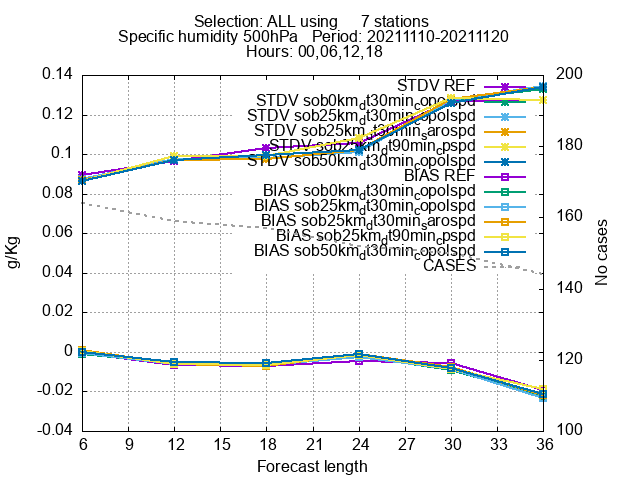 Selection: ALL using 7 stations
Specific humidity 500hPa Period: 20211110-20211120
Hours: 00,06,12,18
0.14
0.12
0.1
0.08
0.06
0.04
0.02
0
-0.02
-0.04
g/Kg
200
180
160
140
120
100
No cases
STDV REF
STDV sob0km_dt30min_copolspd
STDV sob25km_dt30min_copolspd
STDV sob25km_dt30min_sarospd
STDV sob25km_dt90min_cpspd
STDV sob50km_dt30min_copolspd
BIAS REF
BIAS sob0km_dt30min_copolspd
BIAS sob25km_dt30min_copolspd
BIAS sob25km_dt30min_sarospd
BIAS sob25km_dt90min_cpspd
BIAS sob50km_dt30min_copolspd
CASES
6 9 12 15 18 21 24 27 30 33 36
Forecast length